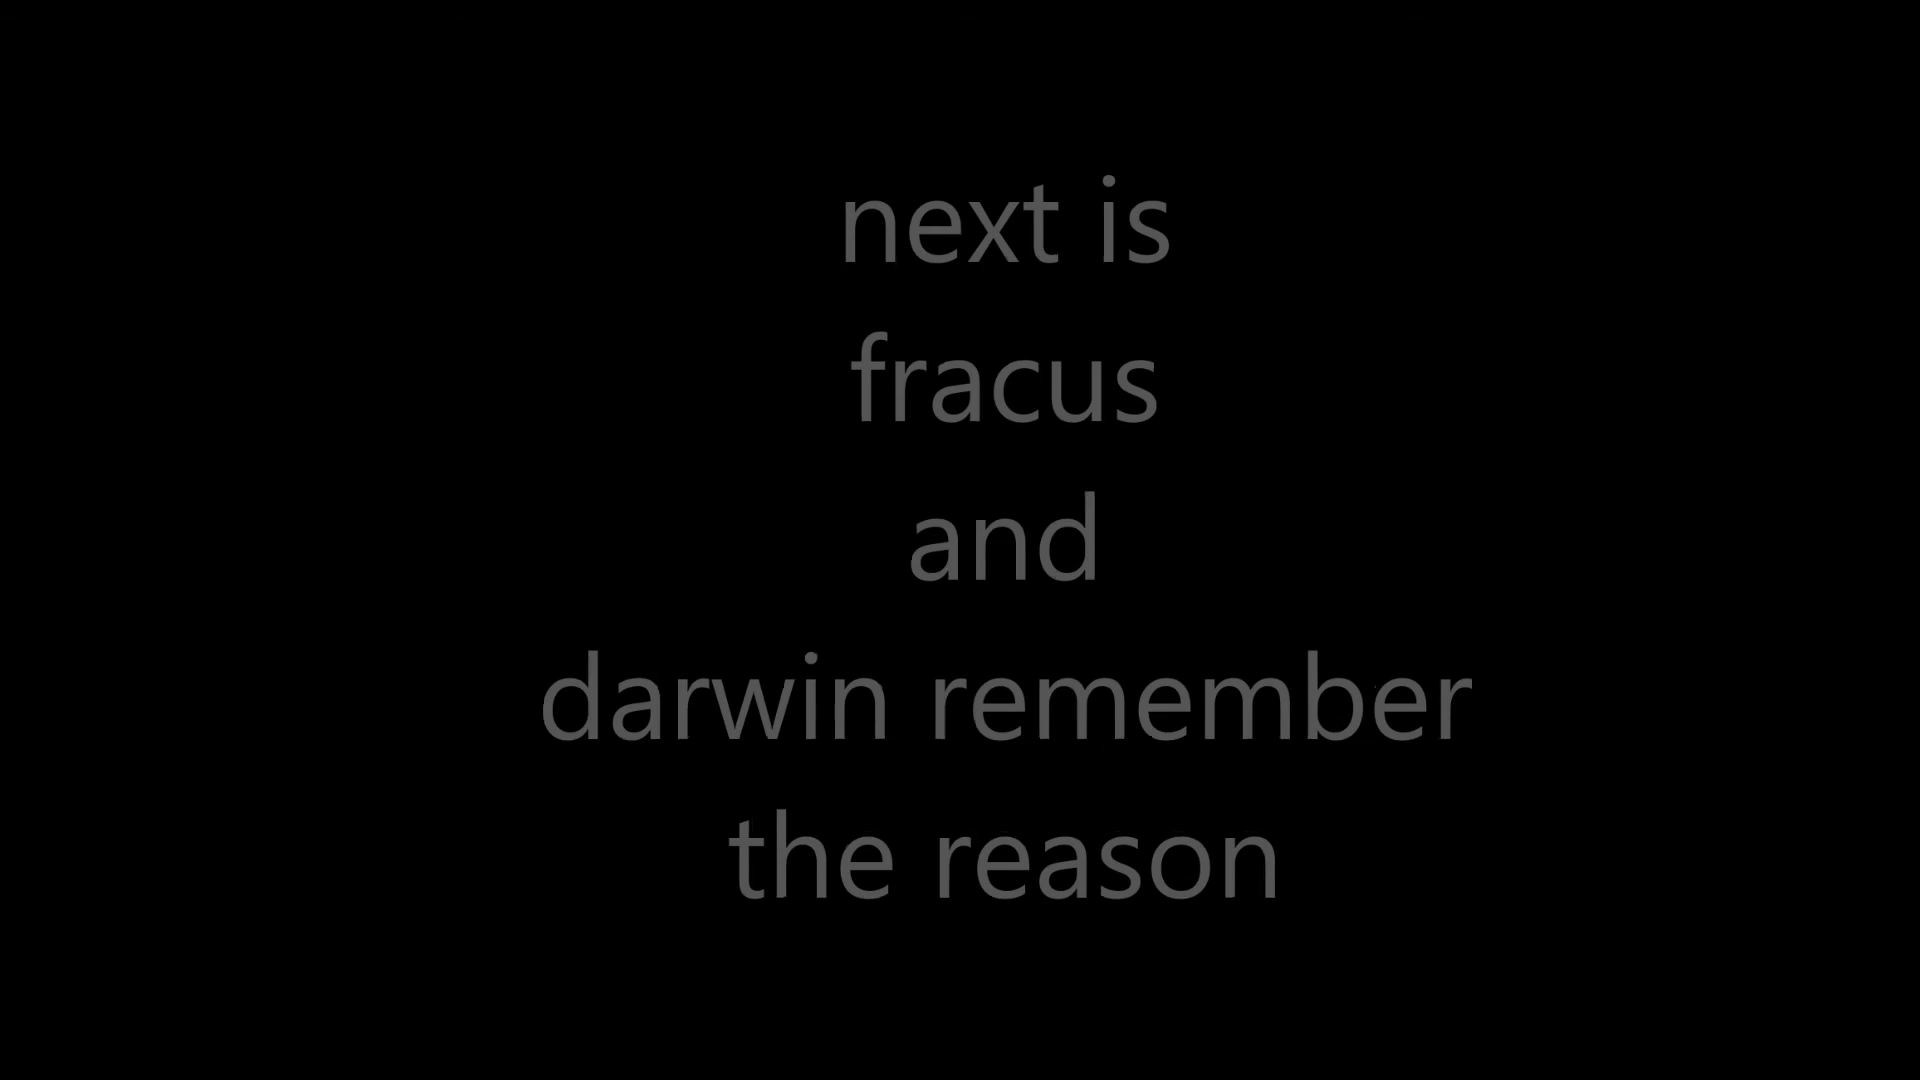 next is
fracus
and
darwin remember
the reason